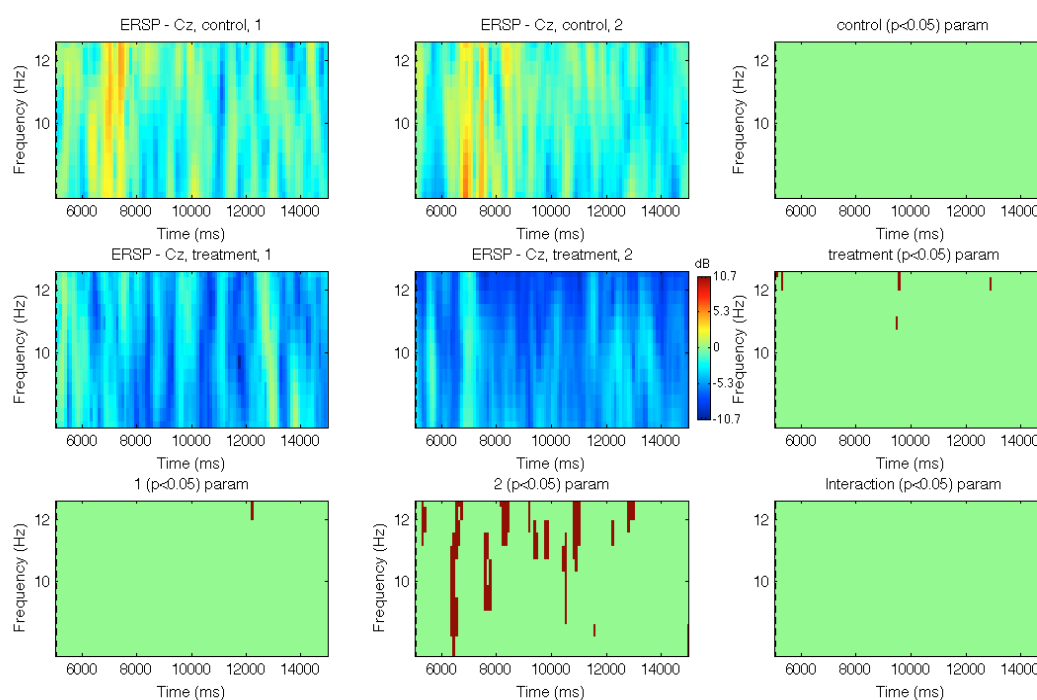 ERSP - Cz, control, 1
ERSP - Cz, control, 2
control (p<0.05) param
Frequency (Hz)
12
10
6000 8000 10000 12000 14000
Time (ms)
Frequency (Hz)
12
10
6000 8000 10000 12000 14000
Time (ms)
Frequency (Hz)
12
10
6000 8000 10000 12000 14000
Time (ms)
ERSP - Cz, treatment, 1
ERSP - Cz, treatment, 2
treatment (p<0.05) param
Frequency (Hz)
12
10
6000 8000 10000 12000 14000
Time (ms)
Frequency (Hz)
12
10
6000 8000 10000 12000 14000
Time (ms)
dB
10.7
5.3
0
-5.3
-10.7
Frequency (Hz)
12
10
6000 8000 10000 12000 14000
Time (ms)
1 (p<0.05) param
2 (p<0.05) param
Interaction (p<0.05) param
Frequency (Hz)
12
10
6000 8000 10000 12000 14000
Time (ms)
Frequency (Hz)
12
10
6000 8000 10000 12000 14000
Time (ms)
Frequency (Hz)
12
10
6000 8000 10000 12000 14000
Time (ms)